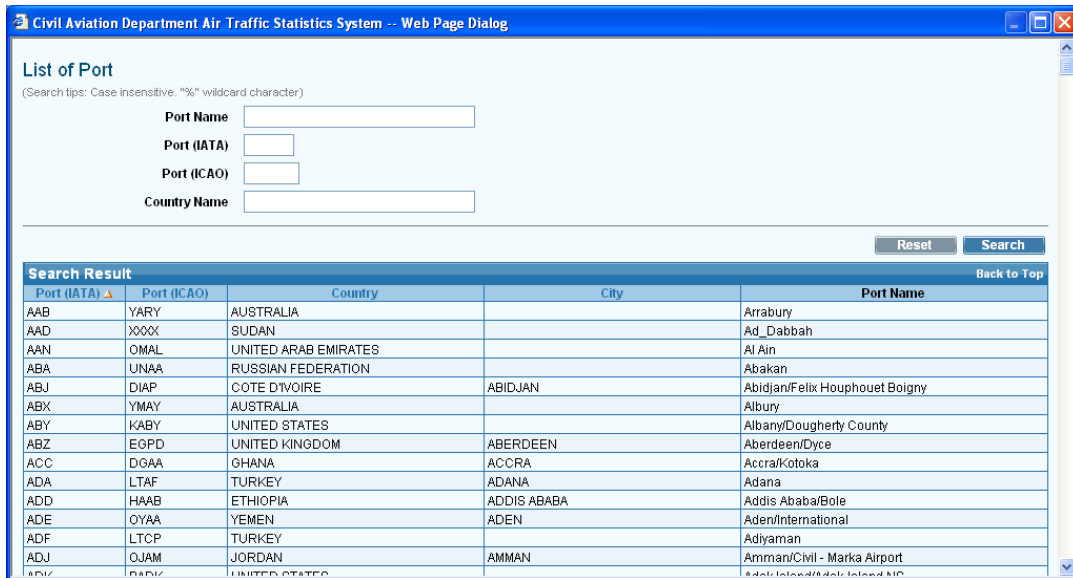 Civil Aviation Department Air Traffic Statistics System -- Web Page Dialog
List of Port
(Search tips: Case insensitive. "%" wildcard character)
Port Name
Port (IATA)
Port (ICAO)
Country Name
Reset Search
Search Result Back to Top
Port (IATA) Port (ICAO) Country City Port Name
AAB YARY AUSTRALIA Arrabury
AAD XXXX SUDAN Ad_Dabbah
AAN OMAL UNITED ARAB EMIRATES Al Ain
ABA UNAA RUSSIAN FEDERATION Abakan
ABJ DIAP COTE D'IVOIRE ABIDJAN Abidjan/Felix Houphouet Boigny
ABX YMAY AUSTRALIA Albury
ABY KABY UNITED STATES Albany/Dougherty County
ABZ EGPD UNITED KINGDOM ABERDEEN Aberdeen/Dyce
ACC DGAA GHANA ACCRA Accra/Kotoka
ADA LTAF TURKEY ADANA Adana
ADD HAAB ETHIOPIA ADDIS ABABA Addis Ababa/Bole
ADE OYAA YEMEN ADEN Aden/International
ADF LTCP TURKEY Adiyaman
ADJ OJAM JORDAN AMMAN Amman/Civil - Marka Airport